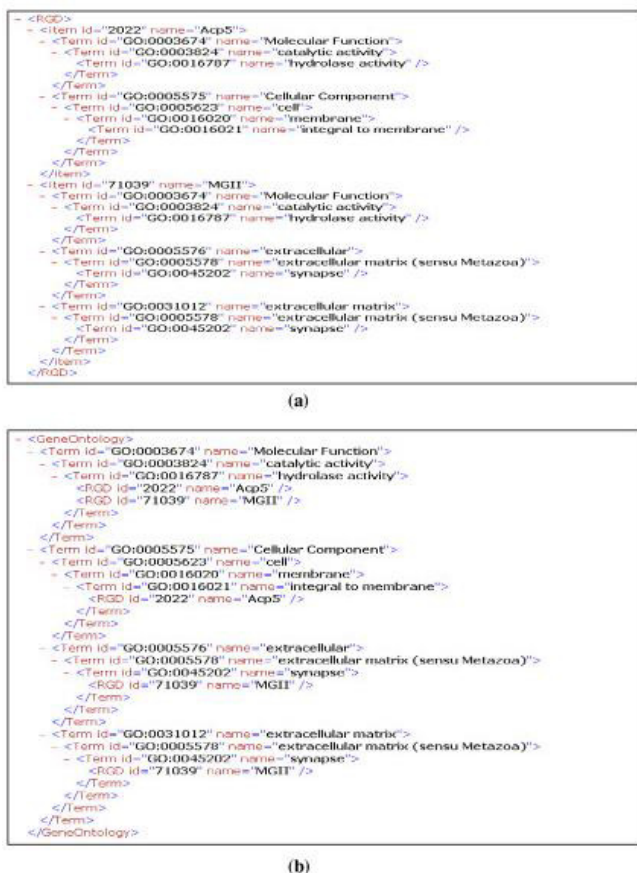 - <RGD>
- <item id="2022" name="Acp5">
- <Term id="GO:0003674" name="Molecular Function">
- <Term id="GO:0003824" name="catalytic activity">
<Term id="GO:0016787" name="hydrolase activity" />
</Term>
</Term>
- <Term id="GO:0005575" name="Cellular Component">
- <Term id="GO:0005623" name="cell">
- <Term id="GO:0016020" name="membrane">
<Term id="GO:0016021" name="integral to membrane" />
</Term>
</Term>
</Term>
</item>
- <item id="71039" name="MGII">
- <Term id="GO:0003674" name="Molecular Function">
- <Term id="GO:0003824" name="catalytic activity">
<Term id="GO:0016787" name="hydrolase activity" />
</Term>
</Term>
- <Term id="GO:0005576" name="extracellular">
- <Term id="GO:0005578" name="extracellular matrix (sensu Metazoa)">
<Term id="GO:0045202" name="synapse" />
</Term>
</Term>
- <Term id="GO:0031012" name="extracellular matrix">
- <Term id="GO:0005578" name="extracellular matrix (sensu Metazoa)">
<Term id="GO:0045202" name="synapse" />
</Term>
</Term>
</item>
</RGD>
(a)
- <GeneOntology>
- <Term id="GO:0003674" name="Molecular Function">
- <Term id="GO:0003824" name="catalytic activity">
- <Term id="GO:0016787" name="hydrolase activity">
<RGD id="2022" name="Acp5" />
<RGD id="71039" name="MGII" />
</Term>
</Term>
</Term>
- <Term id="GO:0005575" name="Cellular Component">
- <Term id="GO:0005623" name="cell">
- <Term id="GO:0016020" name="membrane">
- <Term id="GO:0016021" name="integral to membrane">
<RGD id="2022" name="Acp5" />
</Term>
</Term>
</Term>
- <Term id="GO:0005576" name="extracellular">
- <Term id="GO:0005578" name="extracellular matrix (sensu Metazoa)">
- <Term id="GO:0045202" name="synapse">
<RGD id="71039" name="MGII" />
</Term>
</Term>
</Term>
- <Term id="GO:0031012" name="extracellular matrix">
- <Term id="GO:0005578" name="extracellular matrix (sensu Metazoa)">
- <Term id="GO:0045202" name="synapse">
<RGD id="71039" name="MGII" />
</Term>
</Term>
</Term>
</Term>
</GeneOntology>
(b)